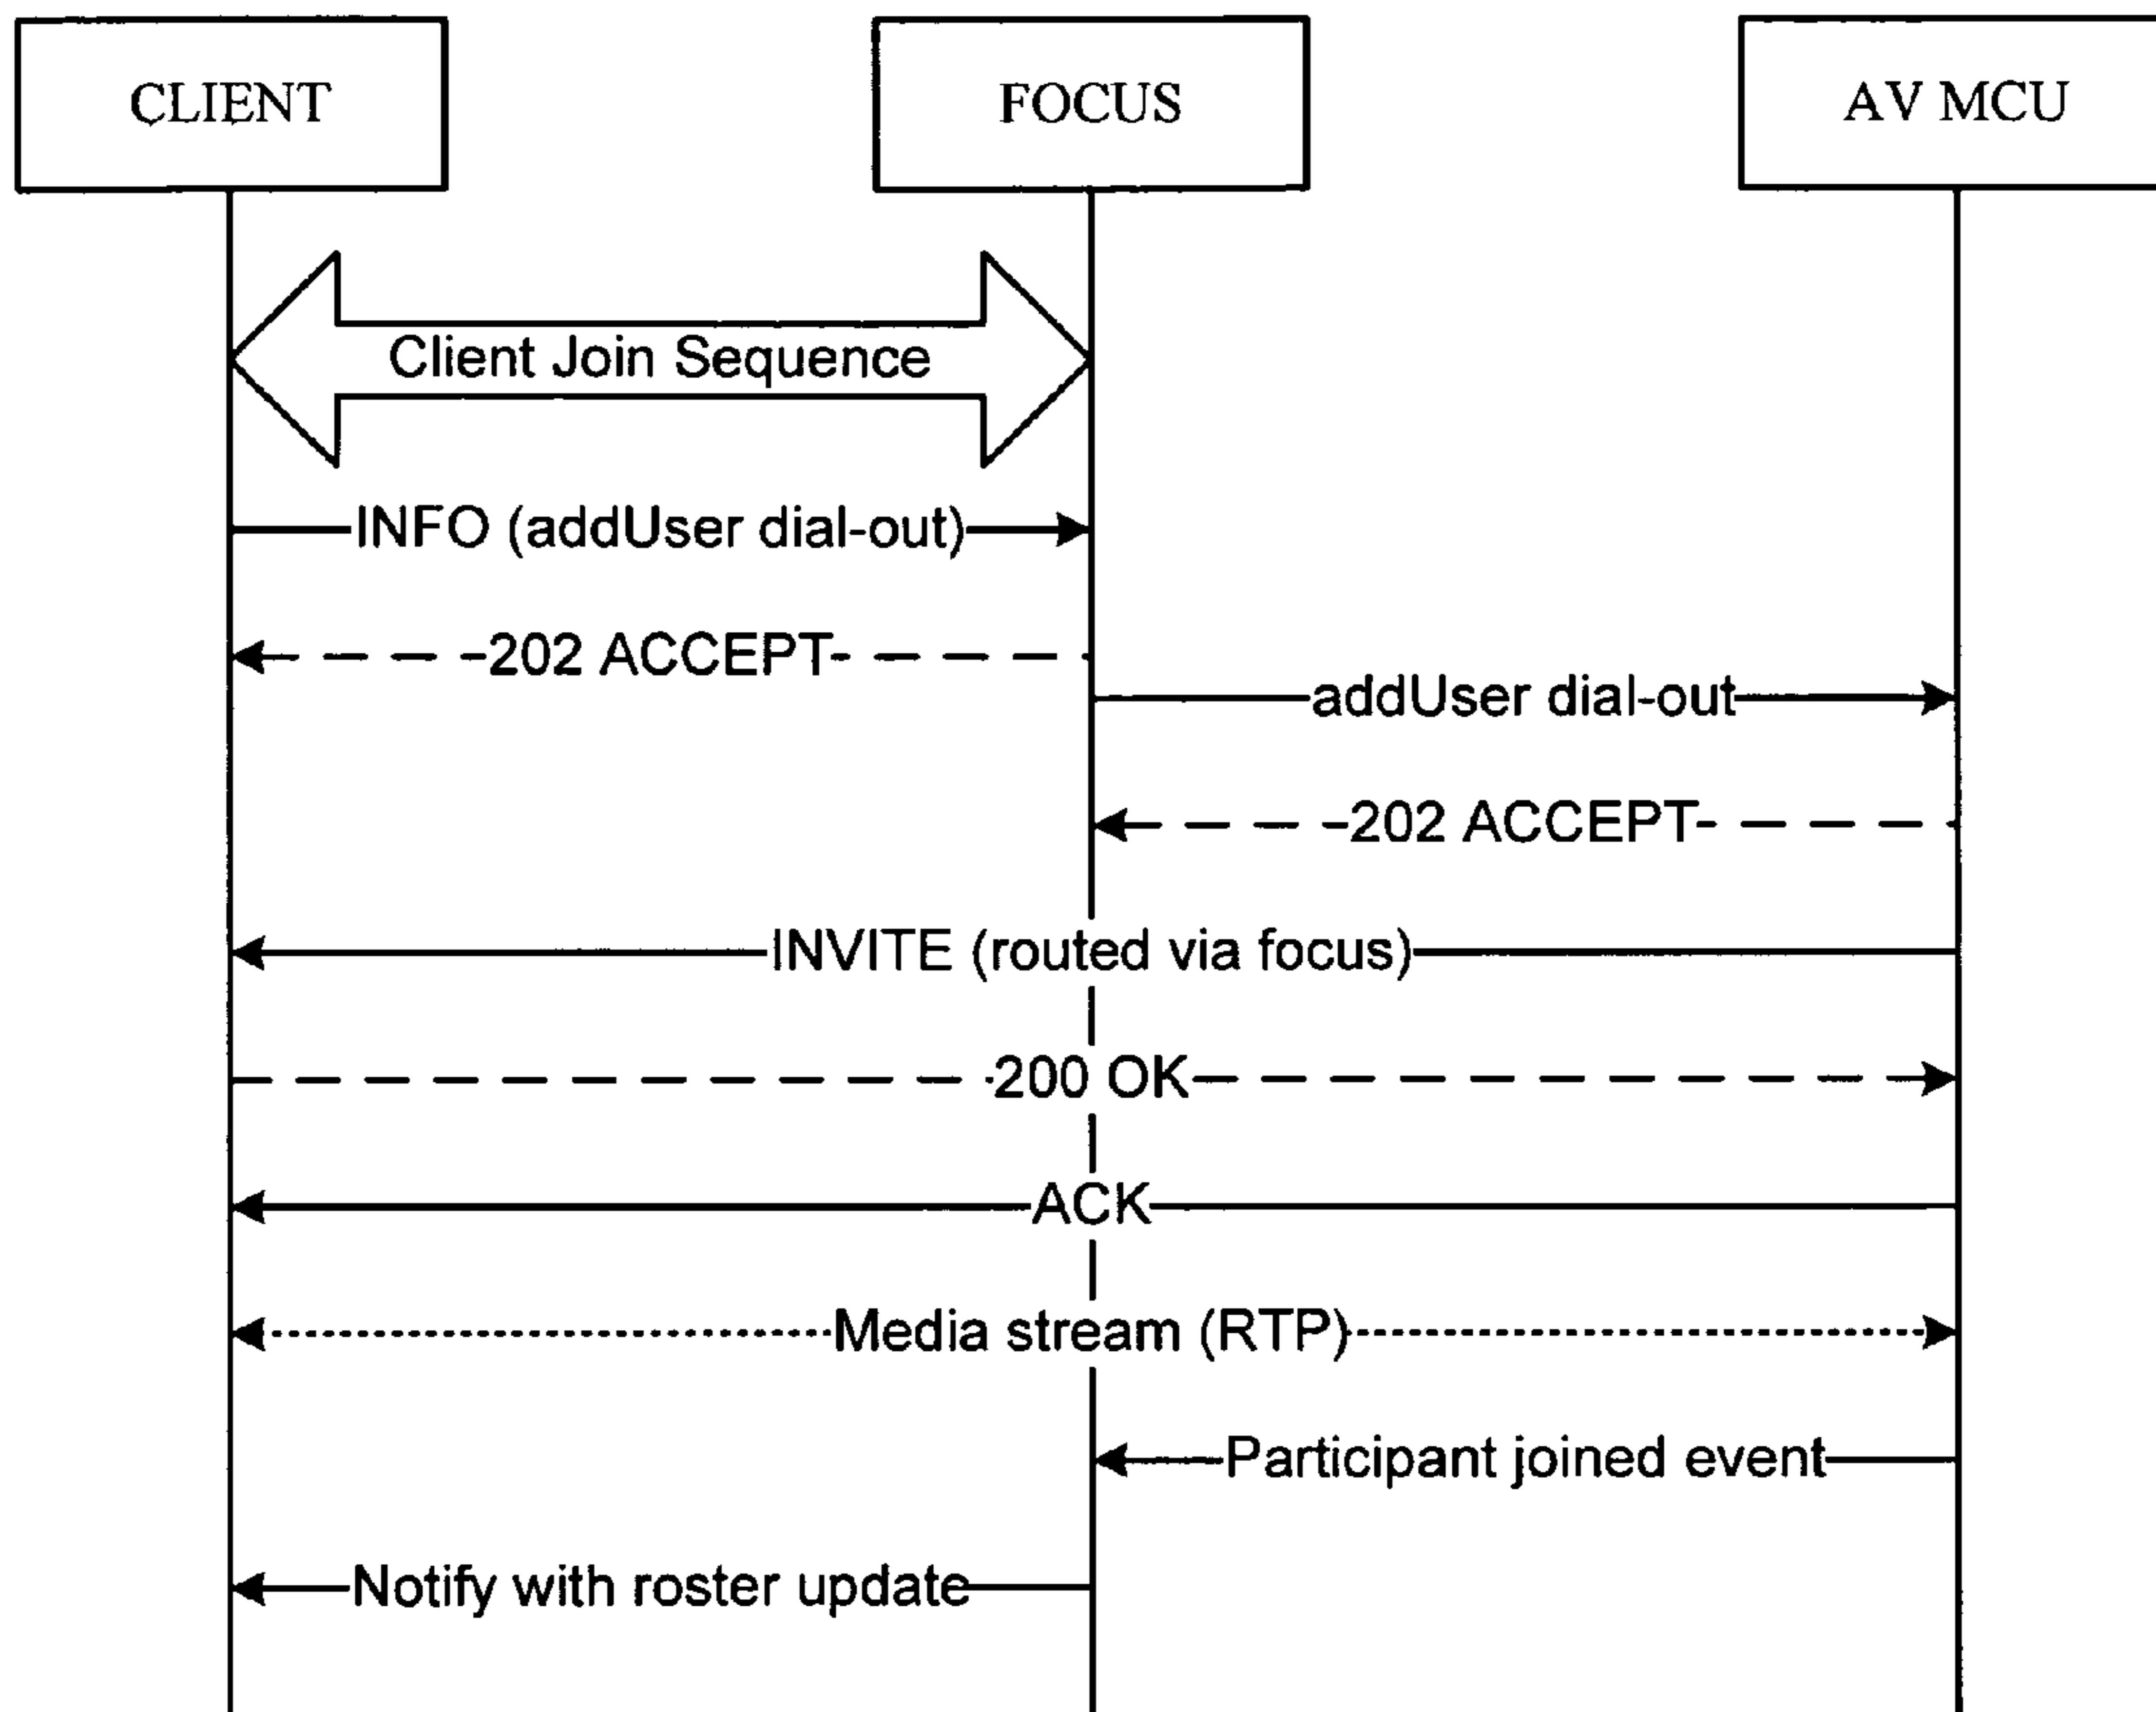 CLIENT
FOCUS
AV MCU
Client Join Sequence
INFO (addUser dial-out)
202 ACCEPT
addUser dial-out
202 ACCEPT
INVITE (routed via focus)
200 OK
ACK
Media stream (RTP)
Participant joined event
Notify with roster update